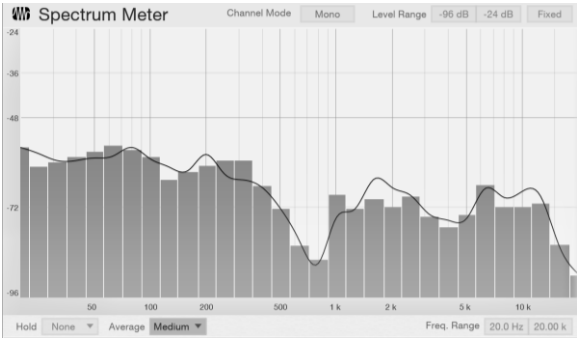 Spectrum Meter Channel Mode Mono Level Range -96 dB -24 dB Fixed
-24
-36
-48
-72
-96
50 100 200 500 1 k 2 k 5 k 10 k
Hold None Average Medium Freq. Range 20.0 Hz 20.00 k